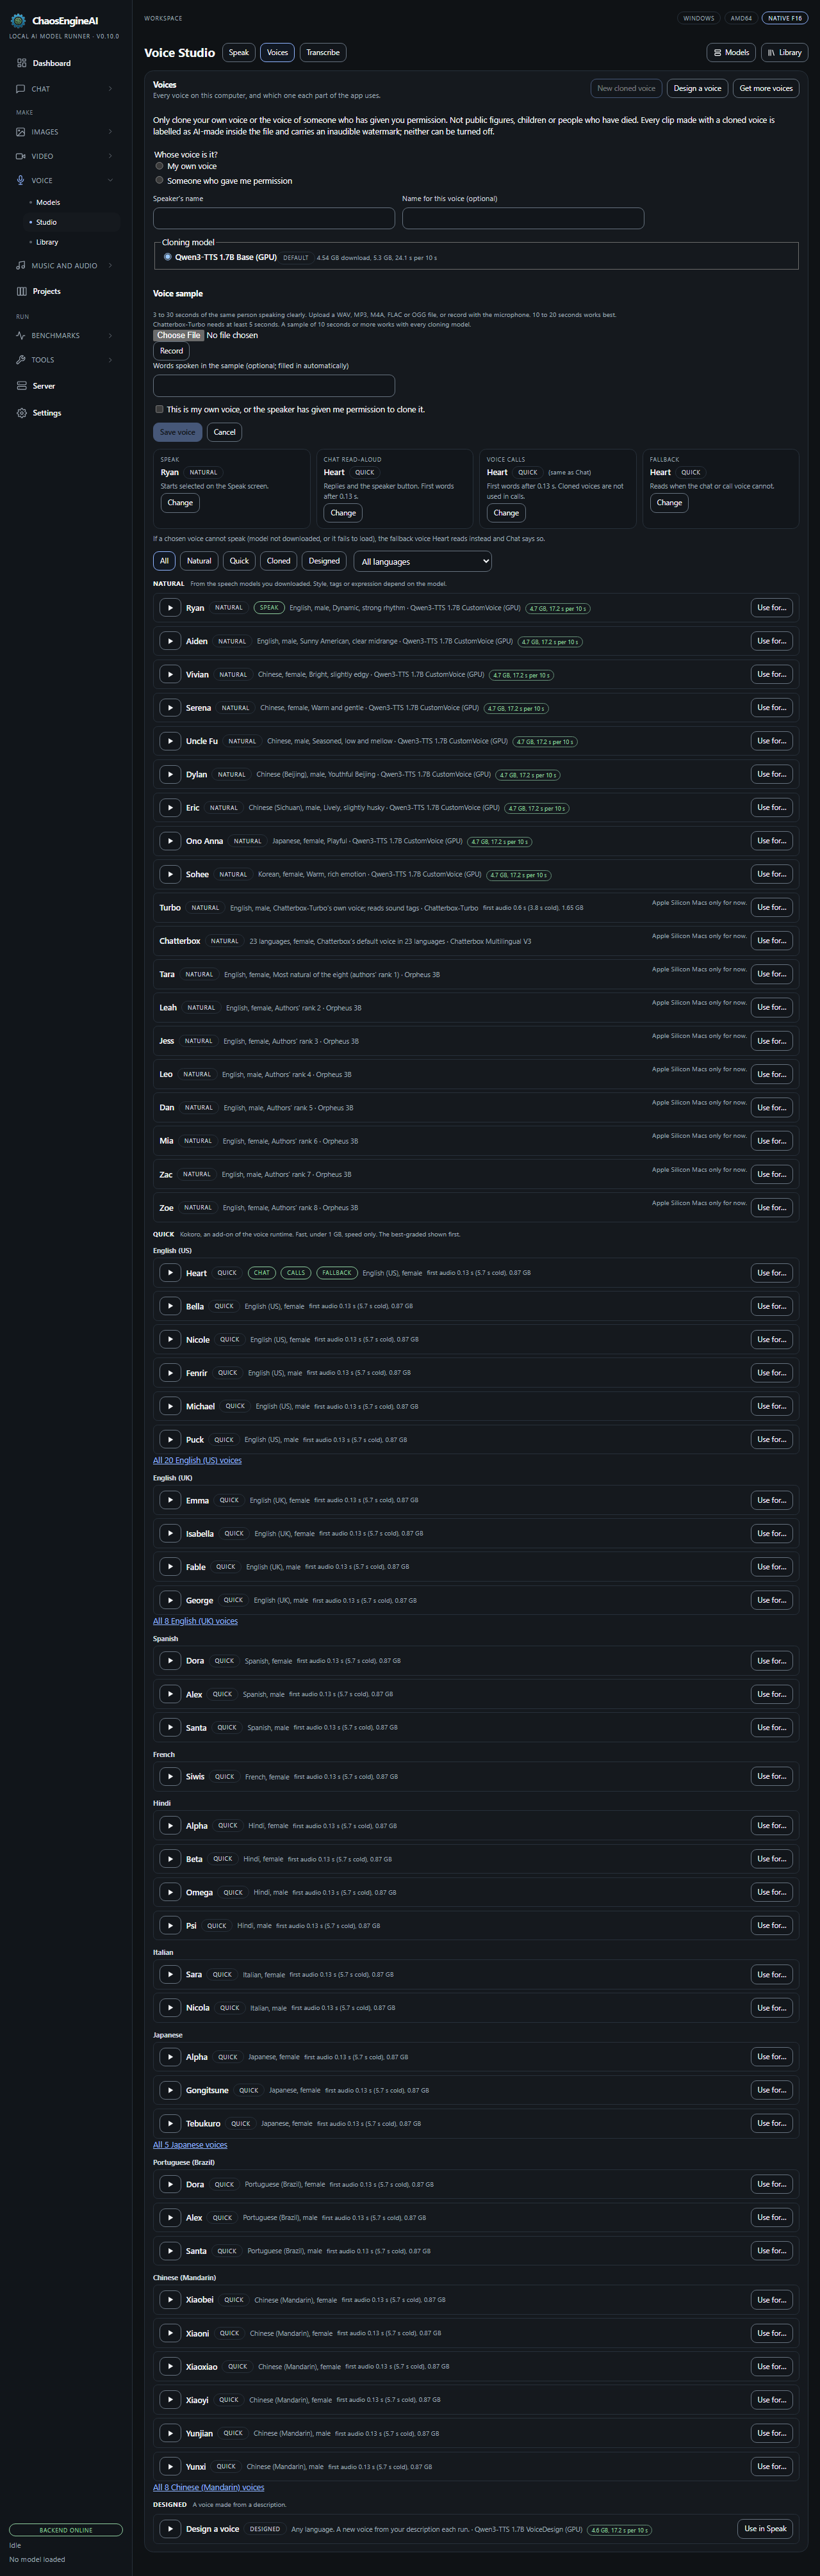 ChaosEngineAI
LOCAL AI MODEL RUNNER · V0.10.0
Dashboard
CHAT
MAKE
IMAGES
VIDEO
VOICE
Models
Studio
Library
MUSIC AND AUDIO
Projects
RUN
BENCHMARKS
TOOLS
Server
Settings
BACKEND ONLINE
Idle
No model loaded
WORKSPACE
WINDOWS
AMD64
NATIVE F16
Voice Studio
Speak
Voices
Transcribe
Models
Library
Voices
Every voice on this computer, and which one each part of the app uses.
New cloned voice
Design a voice
Get more voices
Only clone your own voice or the voice of someone who has given you permission. Not public figures, children or people who have died. Every clip made with a cloned voice is
labelled as AI-made inside the file and carries an inaudible watermark; neither can be turned off.
Whose voice is it?
My own voice
Someone who gave me permission
Speaker's name
Name for this voice (optional)
Cloning model
Qwen3-TTS 1.7B Base (GPU) DEFAULT 4.54 GB download, 5.3 GB, 24.1 s per 10 s
Voice sample
3 to 30 seconds of the same person speaking clearly. Upload a WAV, MP3, M4A, FLAC or OGG file, or record with the microphone. 10 to 20 seconds works best.
Chatterbox-Turbo needs at least 5 seconds. A sample of 10 seconds or more works with every cloning model.
Choose File No file chosen
Record
Words spoken in the sample (optional; filled in automatically)
This is my own voice, or the speaker has given me permission to clone it.
Save voice
Cancel
SPEAK
Ryan NATURAL
Starts selected on the Speak screen.
Change
CHAT READ-ALOUD
Heart QUICK
Replies and the speaker button. First words
after 0.13 s.
Change
VOICE CALLS
Heart QUICK (same as Chat)
First words after 0.13 s. Cloned voices are not
used in calls.
Change
FALLBACK
Heart QUICK
Reads when the chat or call voice cannot.
Change
If a chosen voice cannot speak (model not downloaded, or it fails to load), the fallback voice Heart reads instead and Chat says so.
All
Natural
Quick
Cloned
Designed
All languages
NATURAL From the speech models you downloaded. Style, tags or expression depend on the model.
Ryan NATURAL SPEAK English, male, Dynamic, strong rhythm · Qwen3-TTS 1.7B CustomVoice (GPU) 4.7 GB, 17.2 s per 10 s Use for...
Aiden NATURAL English, male, Sunny American, clear midrange · Qwen3-TTS 1.7B CustomVoice (GPU) 4.7 GB, 17.2 s per 10 s Use for...
Vivian NATURAL Chinese, female, Bright, slightly edgy · Qwen3-TTS 1.7B CustomVoice (GPU) 4.7 GB, 17.2 s per 10 s Use for...
Serena NATURAL Chinese, female, Warm and gentle · Qwen3-TTS 1.7B CustomVoice (GPU) 4.7 GB, 17.2 s per 10 s Use for...
Uncle Fu NATURAL Chinese, male, Seasoned, low and mellow · Qwen3-TTS 1.7B CustomVoice (GPU) 4.7 GB, 17.2 s per 10 s Use for...
Dylan NATURAL Chinese (Beijing), male, Youthful Beijing · Qwen3-TTS 1.7B CustomVoice (GPU) 4.7 GB, 17.2 s per 10 s Use for...
Eric NATURAL Chinese (Sichuan), male, Lively, slightly husky · Qwen3-TTS 1.7B CustomVoice (GPU) 4.7 GB, 17.2 s per 10 s Use for...
Ono Anna NATURAL Japanese, female, Playful · Qwen3-TTS 1.7B CustomVoice (GPU) 4.7 GB, 17.2 s per 10 s Use for...
Sohee NATURAL Korean, female, Warm, rich emotion · Qwen3-TTS 1.7B CustomVoice (GPU) 4.7 GB, 17.2 s per 10 s Use for...
Turbo NATURAL English, male, Chatterbox-Turbo's own voice; reads sound tags · Chatterbox-Turbo first audio 0.6 s (3.8 s cold), 1.65 GB Apple Silicon Macs only for now. Use for...
Chatterbox NATURAL 23 languages, female, Chatterbox's default voice in 23 languages · Chatterbox Multilingual V3 Apple Silicon Macs only for now. Use for...
Tara NATURAL English, female, Most natural of the eight (authors' rank 1) · Orpheus 3B Apple Silicon Macs only for now. Use for...
Leah NATURAL English, female, Authors' rank 2 · Orpheus 3B Apple Silicon Macs only for now. Use for...
Jess NATURAL English, female, Authors' rank 3 · Orpheus 3B Apple Silicon Macs only for now. Use for...
Leo NATURAL English, male, Authors' rank 4 · Orpheus 3B Apple Silicon Macs only for now. Use for...
Dan NATURAL English, male, Authors' rank 5 · Orpheus 3B Apple Silicon Macs only for now. Use for...
Mia NATURAL English, female, Authors' rank 6 · Orpheus 3B Apple Silicon Macs only for now. Use for...
Zac NATURAL English, male, Authors' rank 7 · Orpheus 3B Apple Silicon Macs only for now. Use for...
Zoe NATURAL English, female, Authors' rank 8 · Orpheus 3B Apple Silicon Macs only for now. Use for...
QUICK Kokoro, an add-on of the voice runtime. Fast, under 1 GB, speed only. The best-graded shown first.
English (US)
Heart QUICK CHAT CALLS FALLBACK English (US), female first audio 0.13 s (5.7 s cold), 0.87 GB Use for...
Bella QUICK English (US), female first audio 0.13 s (5.7 s cold), 0.87 GB Use for...
Nicole QUICK English (US), female first audio 0.13 s (5.7 s cold), 0.87 GB Use for...
Fenrir QUICK English (US), male first audio 0.13 s (5.7 s cold), 0.87 GB Use for...
Michael QUICK English (US), male first audio 0.13 s (5.7 s cold), 0.87 GB Use for...
Puck QUICK English (US), male first audio 0.13 s (5.7 s cold), 0.87 GB Use for...
All 20 English (US) voices
English (UK)
Emma QUICK English (UK), female first audio 0.13 s (5.7 s cold), 0.87 GB Use for...
Isabella QUICK English (UK), female first audio 0.13 s (5.7 s cold), 0.87 GB Use for...
Fable QUICK English (UK), male first audio 0.13 s (5.7 s cold), 0.87 GB Use for...
George QUICK English (UK), male first audio 0.13 s (5.7 s cold), 0.87 GB Use for...
All 8 English (UK) voices
Spanish
Dora QUICK Spanish, female first audio 0.13 s (5.7 s cold), 0.87 GB Use for...
Alex QUICK Spanish, male first audio 0.13 s (5.7 s cold), 0.87 GB Use for...
Santa QUICK Spanish, male first audio 0.13 s (5.7 s cold), 0.87 GB Use for...
French
Siwis QUICK French, female first audio 0.13 s (5.7 s cold), 0.87 GB Use for...
Hindi
Alpha QUICK Hindi, female first audio 0.13 s (5.7 s cold), 0.87 GB Use for...
Beta QUICK Hindi, female first audio 0.13 s (5.7 s cold), 0.87 GB Use for...
Omega QUICK Hindi, male first audio 0.13 s (5.7 s cold), 0.87 GB Use for...
Psi QUICK Hindi, male first audio 0.13 s (5.7 s cold), 0.87 GB Use for...
Italian
Sara QUICK Italian, female first audio 0.13 s (5.7 s cold), 0.87 GB Use for...
Nicola QUICK Italian, male first audio 0.13 s (5.7 s cold), 0.87 GB Use for...
Japanese
Alpha QUICK Japanese, female first audio 0.13 s (5.7 s cold), 0.87 GB Use for...
Gongitsune QUICK Japanese, female first audio 0.13 s (5.7 s cold), 0.87 GB Use for...
Tebukuro QUICK Japanese, female first audio 0.13 s (5.7 s cold), 0.87 GB Use for...
All 5 Japanese voices
Portuguese (Brazil)
Dora QUICK Portuguese (Brazil), female first audio 0.13 s (5.7 s cold), 0.87 GB Use for...
Alex QUICK Portuguese (Brazil), male first audio 0.13 s (5.7 s cold), 0.87 GB Use for...
Santa QUICK Portuguese (Brazil), male first audio 0.13 s (5.7 s cold), 0.87 GB Use for...
Chinese (Mandarin)
Xiaobei QUICK Chinese (Mandarin), female first audio 0.13 s (5.7 s cold), 0.87 GB Use for...
Xiaoni QUICK Chinese (Mandarin), female first audio 0.13 s (5.7 s cold), 0.87 GB Use for...
Xiaoxiao QUICK Chinese (Mandarin), female first audio 0.13 s (5.7 s cold), 0.87 GB Use for...
Xiaoyi QUICK Chinese (Mandarin), female first audio 0.13 s (5.7 s cold), 0.87 GB Use for...
Yunjian QUICK Chinese (Mandarin), male first audio 0.13 s (5.7 s cold), 0.87 GB Use for...
Yunxi QUICK Chinese (Mandarin), male first audio 0.13 s (5.7 s cold), 0.87 GB Use for...
All 8 Chinese (Mandarin) voices
DESIGNED A voice made from a description.
Design a voice DESIGNED Any language. A new voice from your description each run. · Qwen3-TTS 1.7B VoiceDesign (GPU) 4.6 GB, 17.2 s per 10 s Use in Speak